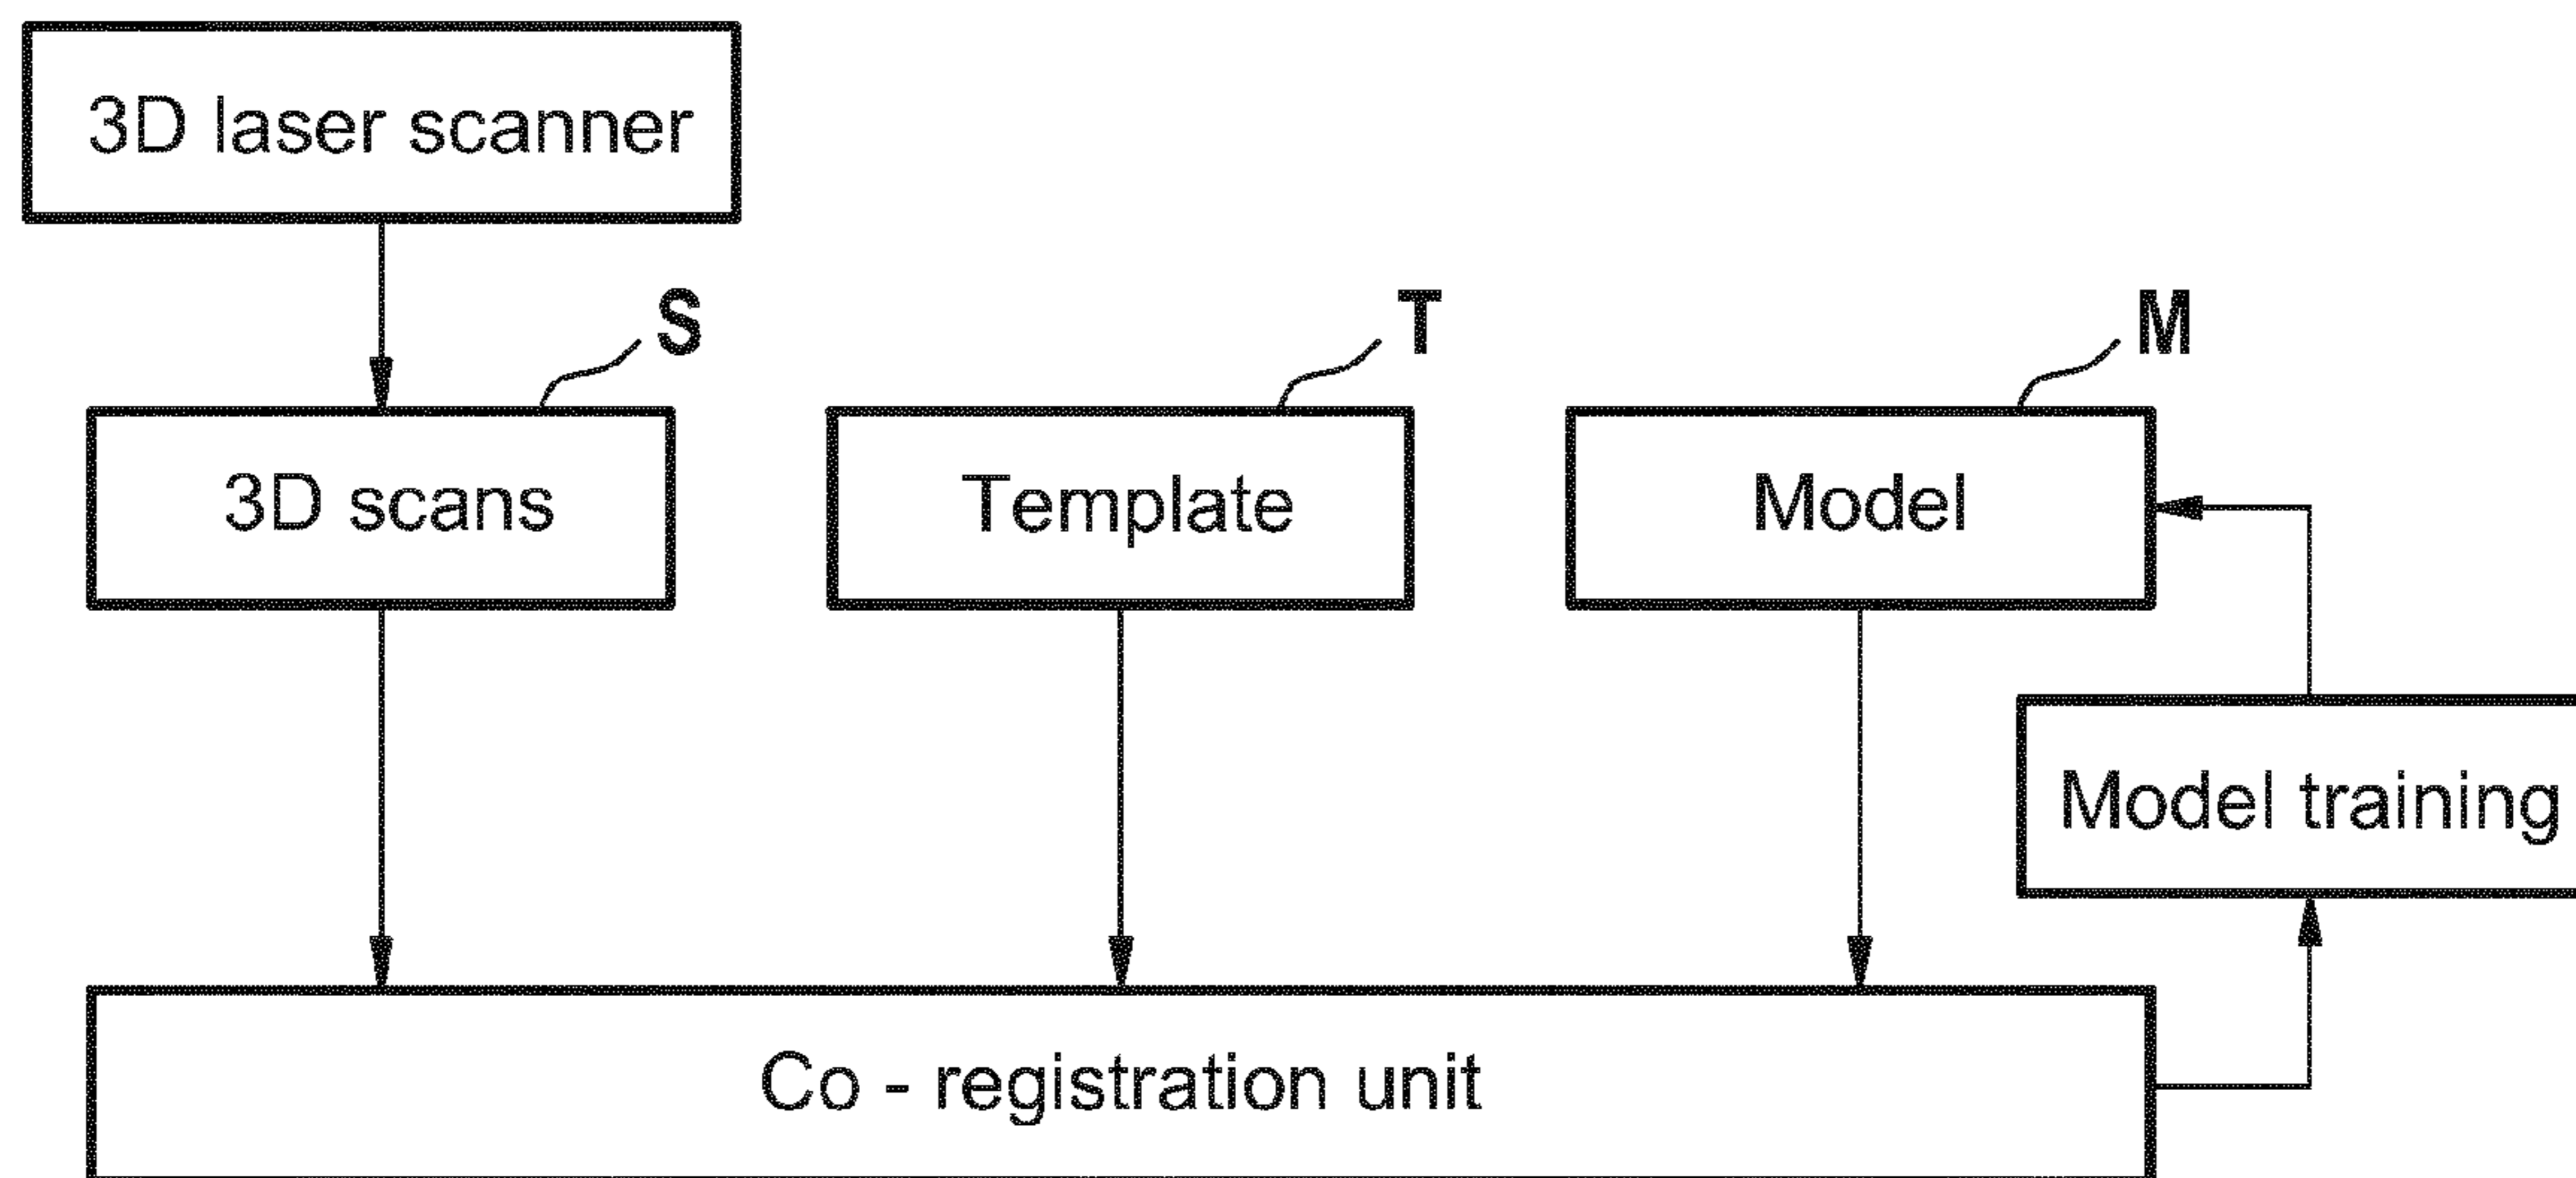 3D laser scanner
S
T
M
3D scans
Template
Model
Model training
Co - registration unit